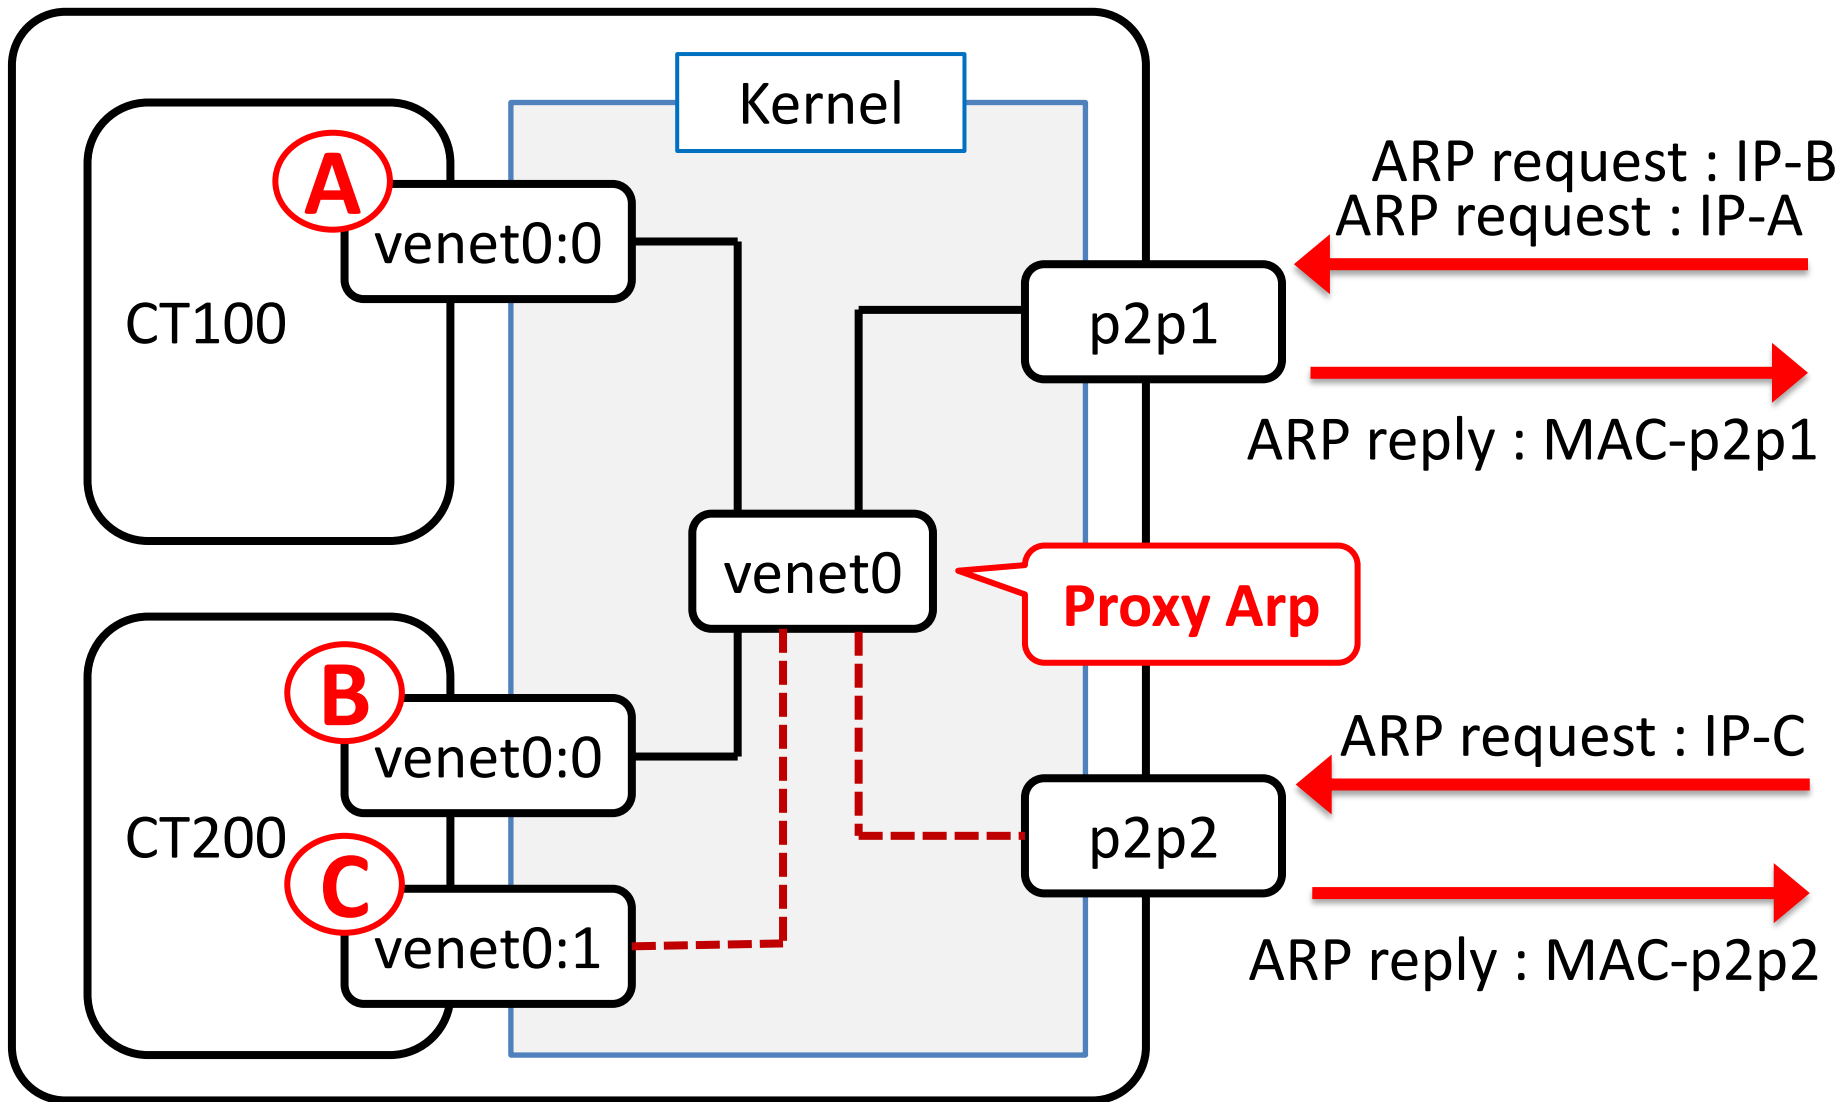 Kernel
A
venet0:0
CT100
ARP request : IP-B
ARP request : IP-A
p2p1
ARP reply : MAC-p2p1
venet0
Proxy Arp
B
venet0:0
CT200
C
venet0:1
ARP request : IP-C
p2p2
ARP reply : MAC-p2p2